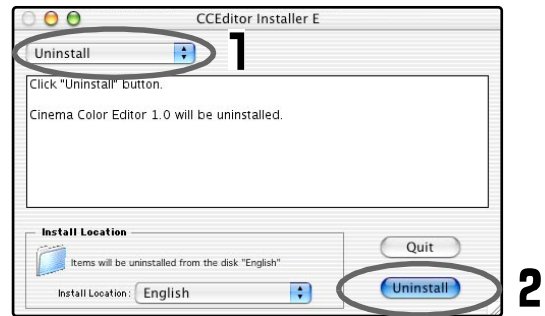 CCEditor Installer E
Uninstall
1
Click "Uninstall" button.
Cinema Color Editor 1.0 will be uninstalled.
Install Location
Items will be uninstalled from the disk "English"
Install Location: English
Quit
Uninstall
2